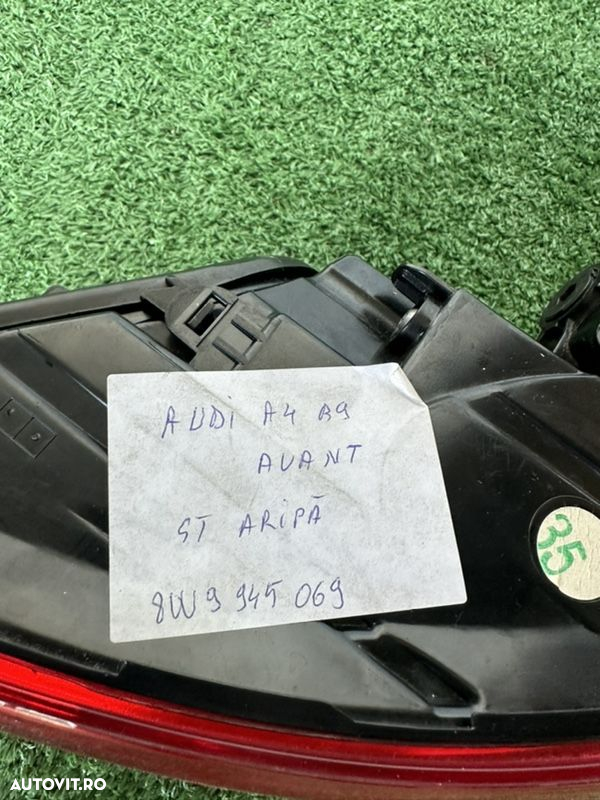 AUDI A4 B9
AVANT
ST ARIPĂ
8W9 945 069
35
AUTOVIT.RO